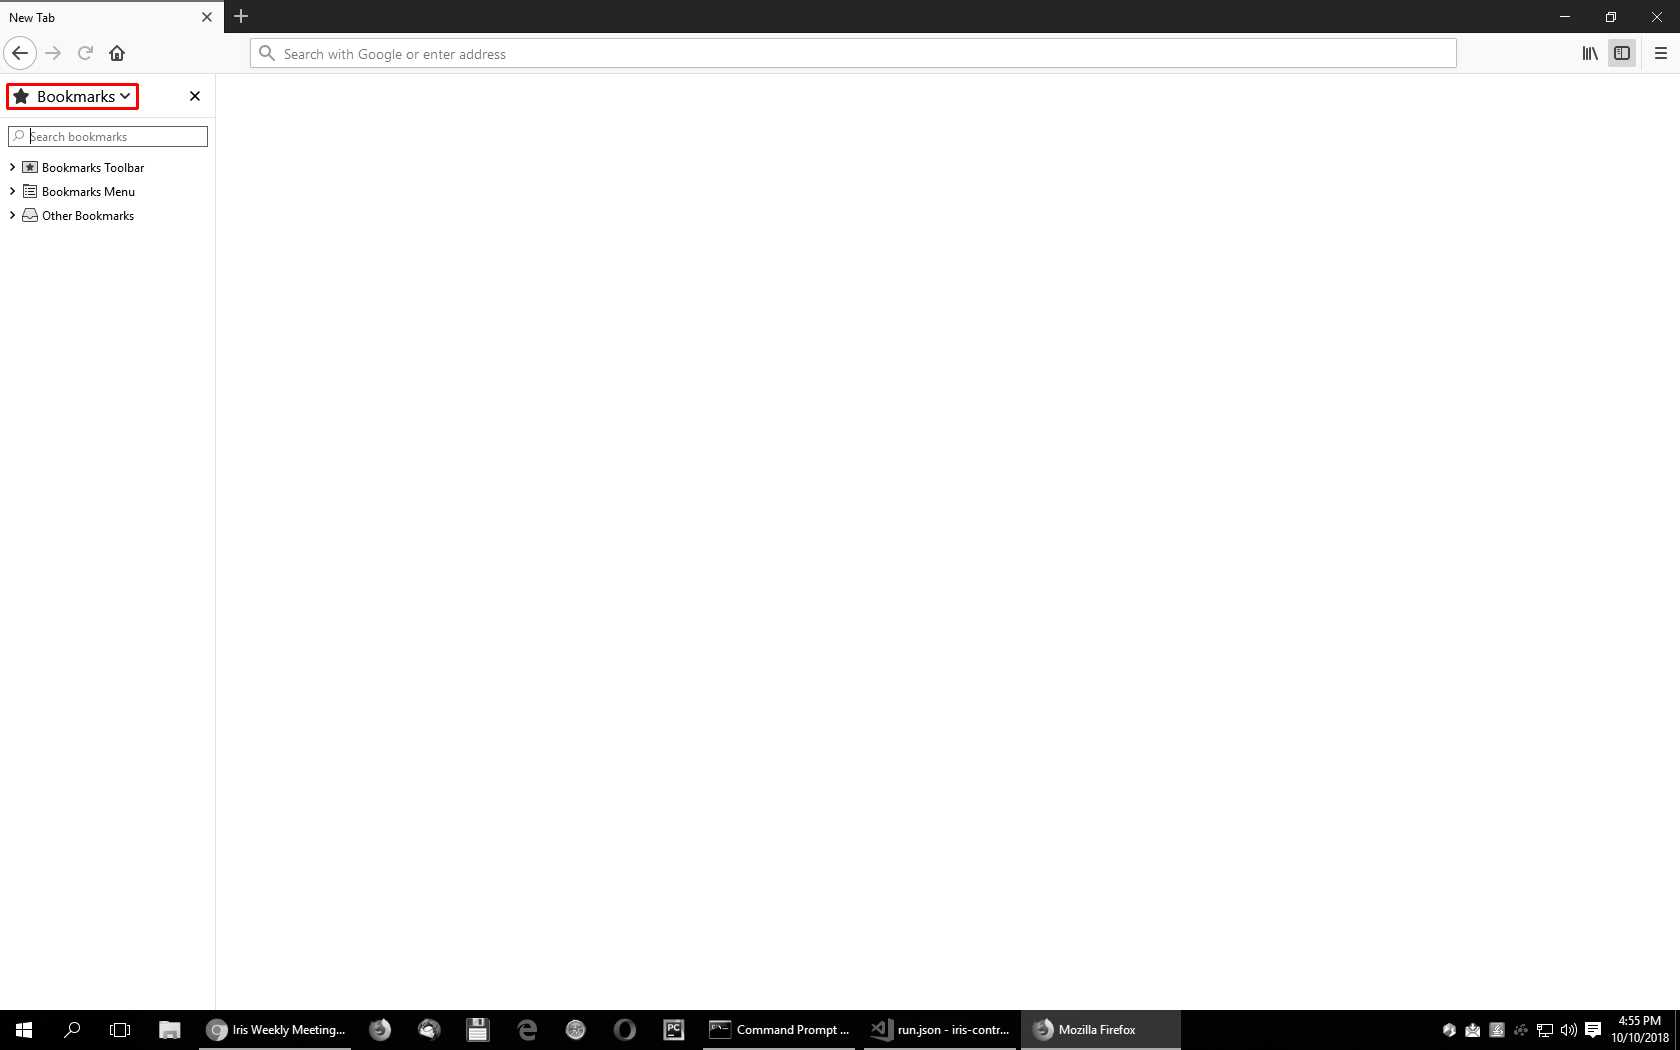 New Tab
Search with Google or enter address
Bookmarks
Search bookmarks
Bookmarks Toolbar
Bookmarks Menu
Other Bookmarks
Iris Weekly Meeting...
PC
Command Prompt ...
run.json - iris-contr...
Mozilla Firefox
4:55 PM
10/10/2018